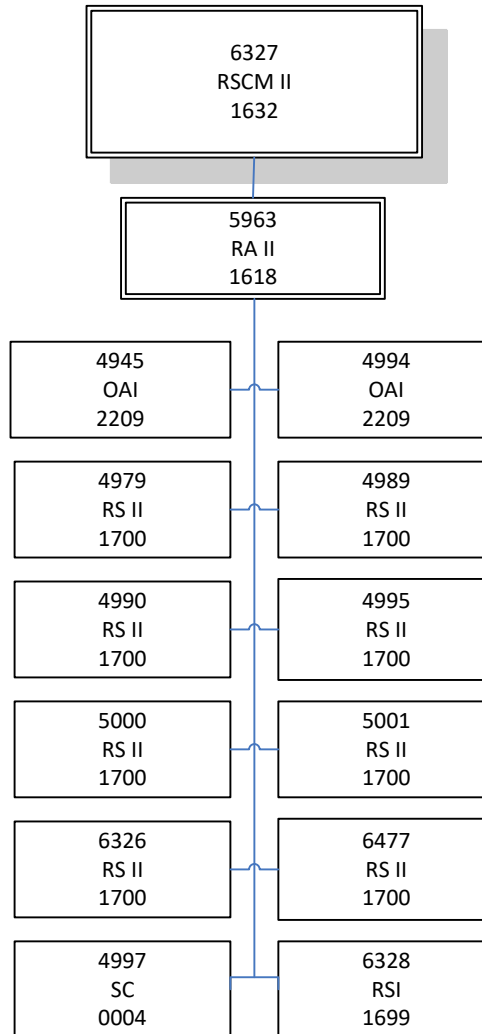 6327
RSCM II
1632
5963
RA II
1618
4945
OAI
2209
4994
OAI
2209
4979
RS II
1700
4989
RS II
1700
4990
RS II
1700
4995
RS II
1700
5000
RS II
1700
5001
RS II
1700
6326
RS II
1700
6477
RS II
1700
4997
SC
0004
6328
RSI
1699